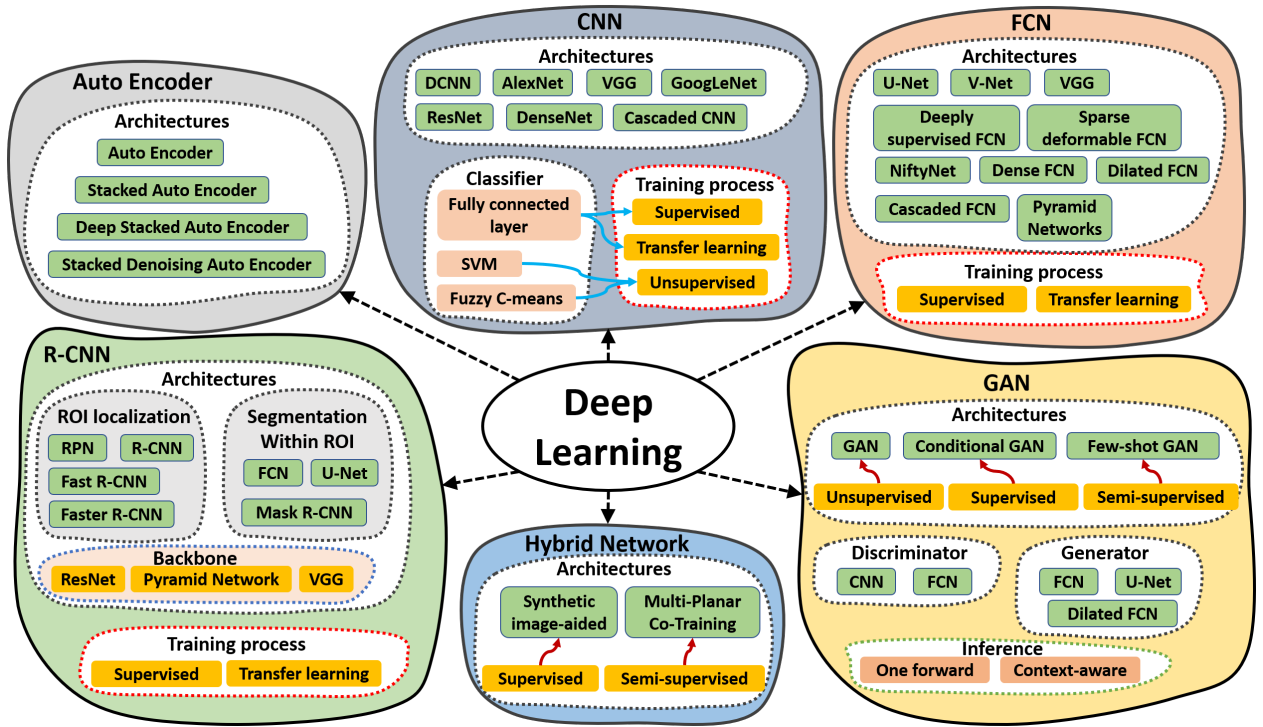 Auto Encoder
Architectures
Auto Encoder
Stacked Auto Encoder
Deep Stacked Auto Encoder
Stacked Denoising Auto Encoder
CNN
Architectures
DCNN
AlexNet
VGG
GoogLeNet
ResNet
DenseNet
Cascaded CNN
Classifier
Fully connected
layer
SVM
Fuzzy C-means
Training process
Supervised
Transfer learning
Unsupervised
FCN
Architectures
U-Net
V-Net
VGG
Deeply
supervised FCN
Sparse
deformable FCN
NiftyNet
Dense FCN
Dilated FCN
Cascaded FCN
Pyramid
Networks
Training process
Supervised
Transfer learning
Deep
Learning
R-CNN
Architectures
ROI localization
RPN
R-CNN
Fast R-CNN
Faster R-CNN
Segmentation
Within ROI
FCN
U-Net
Mask R-CNN
Backbone
ResNet
Pyramid Network
VGG
Training process
Supervised
Transfer learning
Hybrid Network
Architectures
Synthetic
image-aided
Multi-Planar
Co-Training
Supervised
Semi-supervised
GAN
Architectures
GAN
Conditional GAN
Few-shot GAN
Unsupervised
Supervised
Semi-supervised
Discriminator
CNN
FCN
Generator
FCN
U-Net
Dilated FCN
Inference
One forward
Context-aware